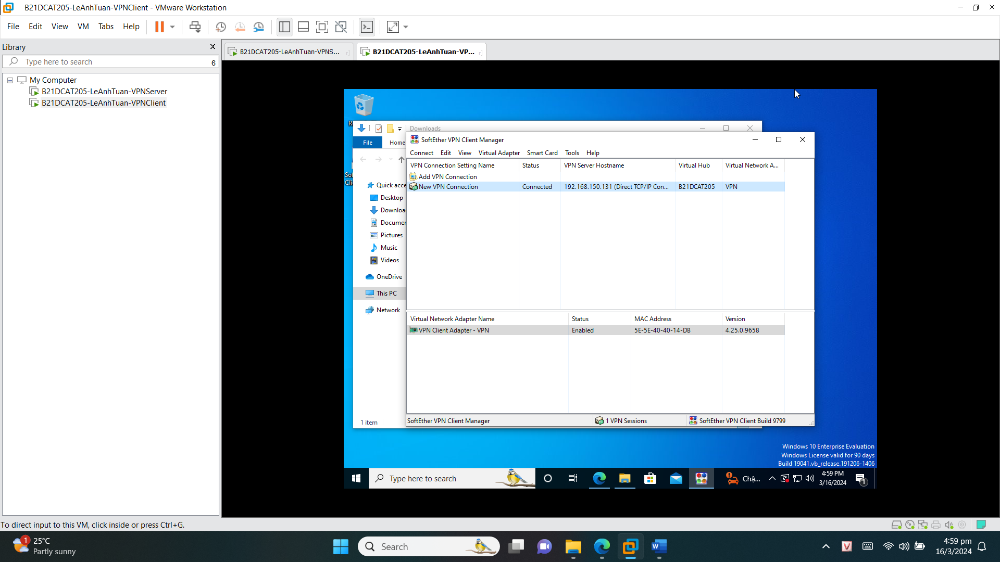 B21DCAT205-LeAnhTuan-VPNClient - VMware Workstation
File Edit View VM Tabs Help
Library
Type here to search
My Computer
B21DCAT205-LeAnhTuan-VPNServer
B21DCAT205-LeAnhTuan-VPNClient
B21DCAT205-LeAnhTuan-VPNS...
B21DCAT205-LeAnhTuan-VP...
Downloads
File Home
Quick acce
Desktop
Downloa
Documer
Pictures
Music
Videos
OneDrive
This PC
Network
1 item
SoftEther VPN Client Manager
Connect Edit View Virtual Adapter Smart Card Tools Help
VPN Connection Setting Name Status VPN Server Hostname Virtual Hub Virtual Network A...
Add VPN Connection
New VPN Connection Connected 192.168.150.131 (Direct TCP/IP Con... B21DCAT205 VPN
Virtual Network Adapter Name Status MAC Address Version
VPN Client Adapter - VPN Enabled 5E-5E-40-40-14-DB 4.25.0.9658
SoftEther VPN Client Manager 1 VPN Sessions SoftEther VPN Client Build 9799
Windows 10 Enterprise Evaluation
Windows License valid for 90 days
Build 19041.vb_release.191206-1406
Type here to search
Chậ...
4:59 PM
3/16/2024
1
To direct input to this VM, click inside or press Ctrl+G.
1
25°C
Partly sunny
Search
4:59 pm
16/3/2024